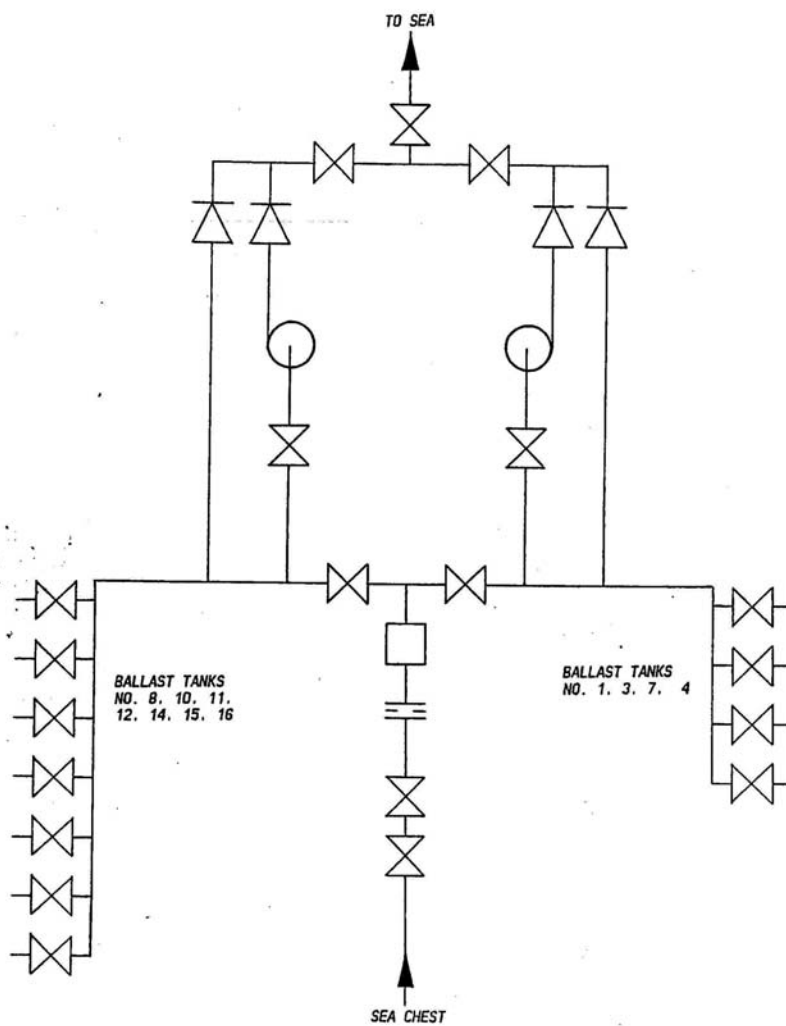 TO SEA
BALLAST TANKS
NO. 8, 10, 11,
12, 14, 15, 16
BALLAST TANKS
NO. 1, 3, 7, 4
SEA CHEST